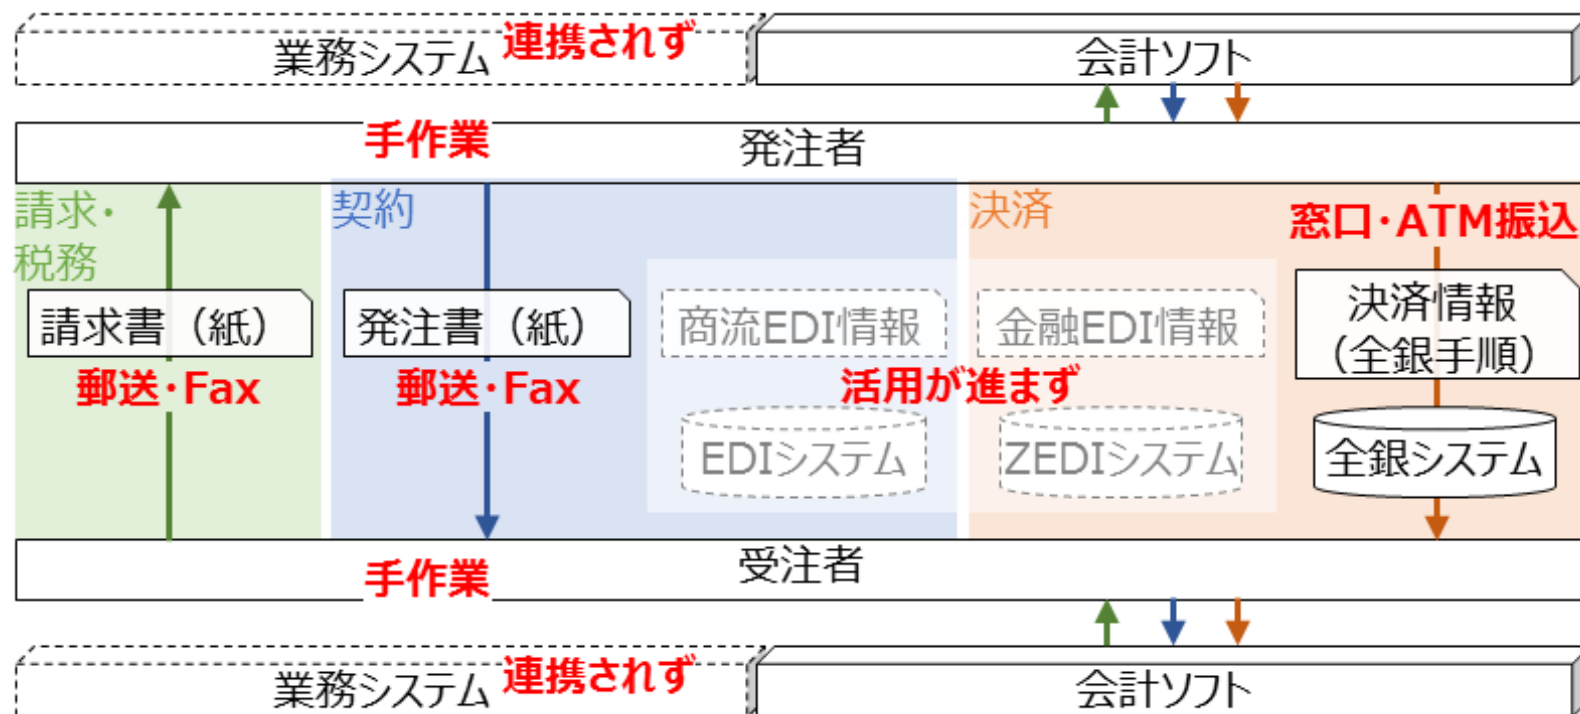 業務システム 連携されず
会計ソフト
手作業
発注者
請求・
税務
契約
決済
窓口・ATM振込
請求書（紙）
発注書（紙）
商流EDI情報
金融EDI情報
決済情報
（全銀手順）
郵送・Fax
郵送・Fax
活用が進まず
EDIシステム
ZEDIシステム
全銀システム
手作業
受注者
業務システム 連携されず
会計ソフト